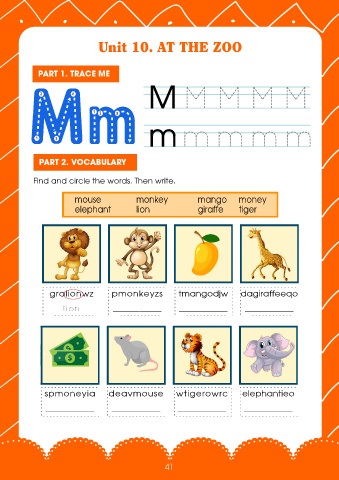 Unit 10. AT THE ZOO
PART 1. TRACE ME
Mm
M M M M M
m m m m m
PART 2. VOCABULARY
Find and circle the words. Then write.
mouse monkey mango money
elephant lion giraffe tiger
gralionwz pmonkeyzs tmangodjw dagiraffeeqo
lion
spmoneyia deavmouse wtigerowrc elephantieo
41